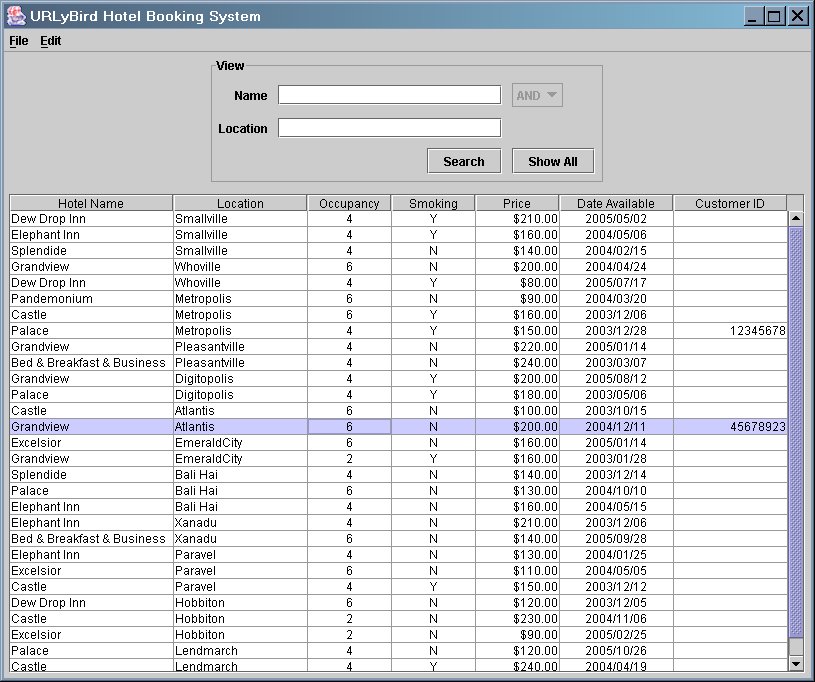 URLyBird Hotel Booking System
File Edit
View
Name AND
Location
Search Show All
Hotel Name Location Occupancy Smoking Price Date Available Customer ID
Dew Drop Inn Smallville 4 Y $210.00 2005/05/02
Elephant Inn Smallville 4 Y $160.00 2004/05/06
Splendide Smallville 4 N $140.00 2004/02/15
Grandview Whoville 6 N $200.00 2004/04/24
Dew Drop Inn Whoville 4 Y $80.00 2005/07/17
Pandemonium Metropolis 6 N $90.00 2004/03/20
Castle Metropolis 6 Y $160.00 2003/12/06
Palace Metropolis 4 Y $150.00 2003/12/28 12345678
Grandview Pleasantville 4 N $220.00 2005/01/14
Bed & Breakfast & Business Pleasantville 4 N $240.00 2003/03/07
Grandview Digitopolis 4 Y $200.00 2005/08/12
Palace Digitopolis 4 Y $180.00 2003/05/06
Castle Atlantis 6 N $100.00 2003/10/15
Grandview Atlantis 6 N $200.00 2004/12/11 45678923
Excelsior EmeraldCity 6 N $160.00 2005/01/14
Grandview EmeraldCity 2 Y $160.00 2003/01/28
Splendide Bali Hai 4 N $140.00 2003/12/14
Palace Bali Hai 6 N $130.00 2004/10/10
Elephant Inn Bali Hai 4 N $160.00 2004/05/15
Elephant Inn Xanadu 4 N $210.00 2003/12/06
Bed & Breakfast & Business Xanadu 6 N $140.00 2005/09/28
Elephant Inn Paravel 4 N $130.00 2004/01/25
Excelsior Paravel 6 N $110.00 2004/05/05
Castle Paravel 4 Y $150.00 2003/12/12
Dew Drop Inn Hobbiton 6 N $120.00 2003/12/05
Castle Hobbiton 2 N $230.00 2004/11/06
Excelsior Hobbiton 2 N $90.00 2005/02/25
Palace Lendmarch 4 N $120.00 2005/10/26
Castle Lendmarch 4 Y $240.00 2004/04/19